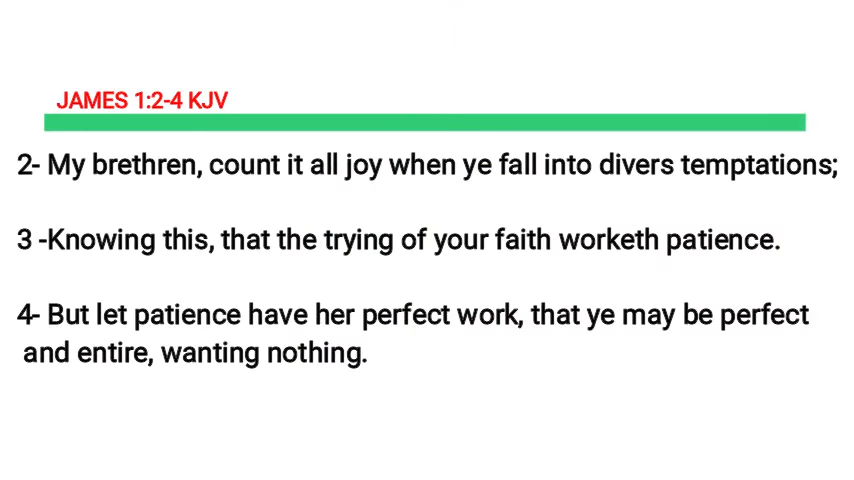 JAMES 1:2-4 KJV
2- My brethren, count it all joy when ye fall into divers temptations;
3 -Knowing this, that the trying of your faith worketh patience.
4- But let patience have her perfect work, that ye may be perfect
and entire, wanting nothing.